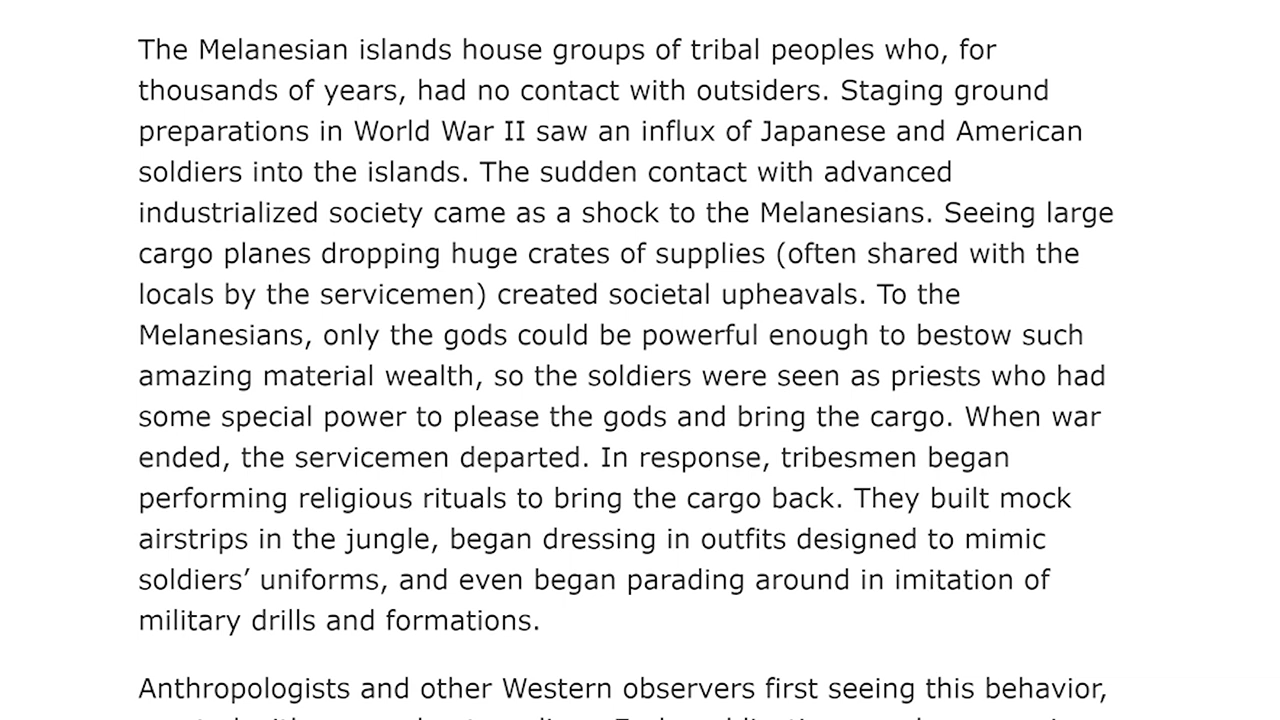 The Melanesian islands house groups of tribal peoples who, for
thousands of years, had no contact with outsiders. Staging ground
preparations in World War II saw an influx of Japanese and American
soldiers into the islands. The sudden contact with advanced
industrialized society came as a shock to the Melanesians. Seeing large
cargo planes dropping huge crates of supplies (often shared with the
locals by the servicemen) created societal upheavals. To the
Melanesians, only the gods could be powerful enough to bestow such
amazing material wealth, so the soldiers were seen as priests who had
some special power to please the gods and bring the cargo. When war
ended, the servicemen departed. In response, tribesmen began
performing religious rituals to bring the cargo back. They built mock
airstrips in the jungle, began dressing in outfits designed to mimic
soldiers’ uniforms, and even began parading around in imitation of
military drills and formations.
Anthropologists and other Western observers first seeing this behavior,